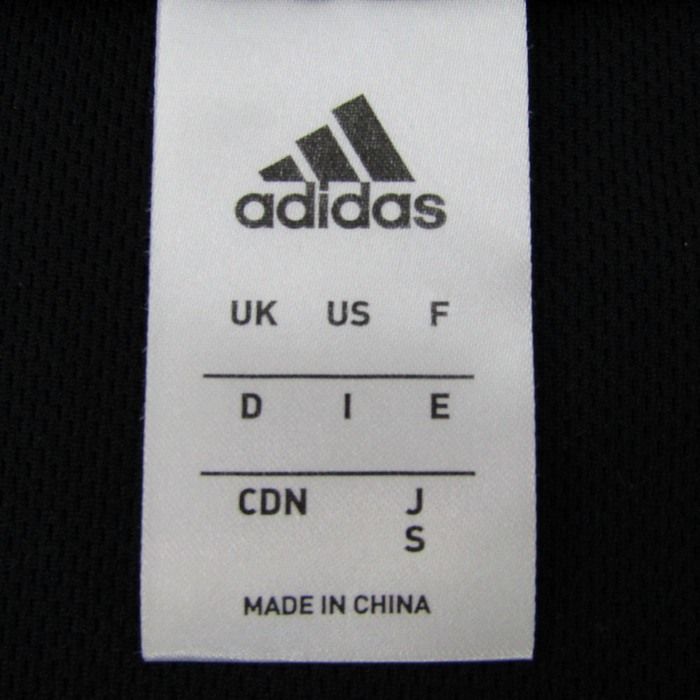 adidas
UK US F
D I E
CDN J
S
MADE IN CHINA